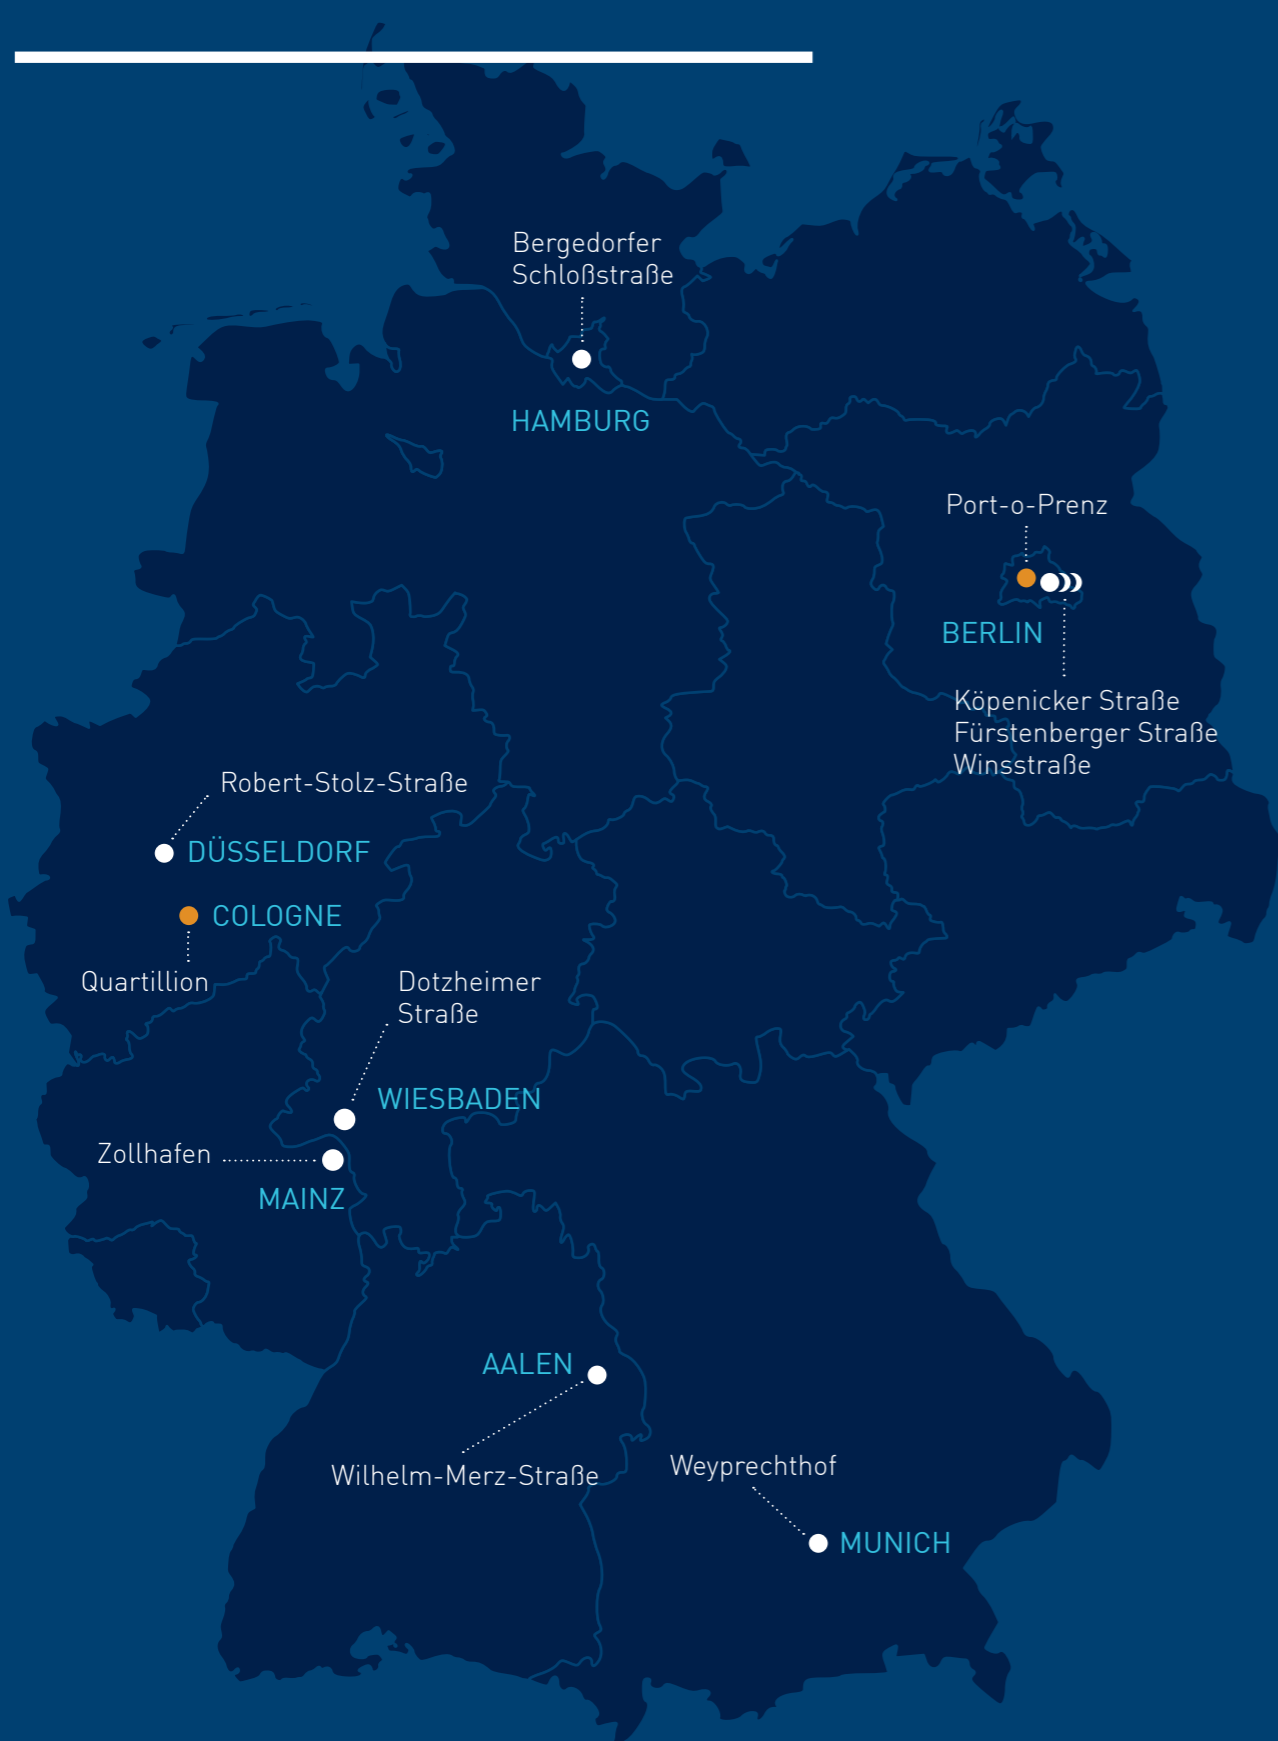 Bergedorfer
Schloßstraße
HAMBURG
Port-o-Prenz
BERLIN
Köpenicker Straße
Fürstenberger Straße
Winsstraße
Robert-Stolz-Straße
DÜSSELDORF
COLOGNE
Quartillion
Dotzheimer
Straße
WIESBADEN
Zollhafen
MAINZ
AALEN
Wilhelm-Merz-Straße
Weyprechthof
MUNICH